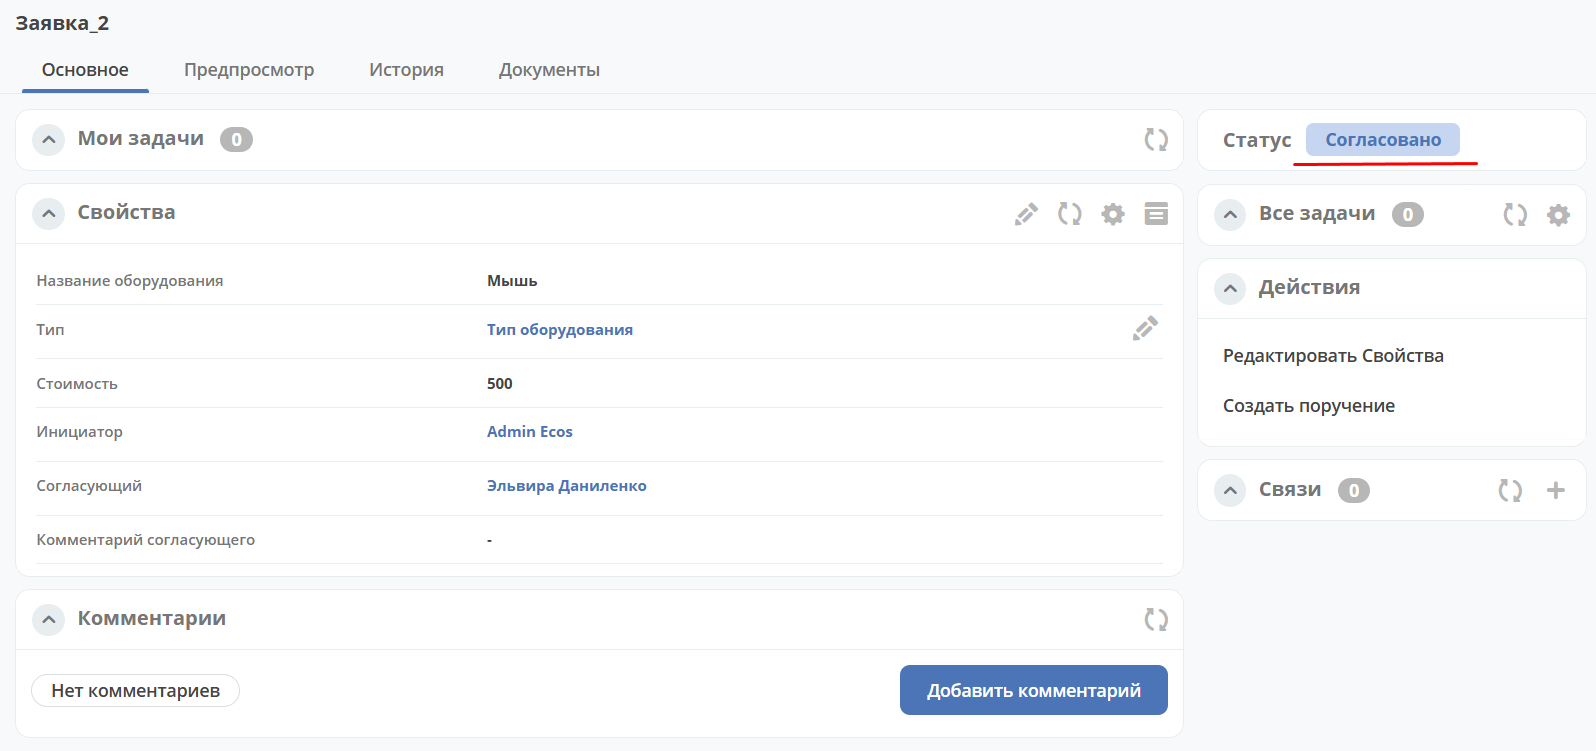 Заявка_2
Основное Предпросмотр История Документы
Мои задачи 0
Статус Согласовано
Свойства
Название оборудования Мышь
Тип Тип оборудования
Стоимость 500
Инициатор Admin Ecos
Согласующий Эльвира Даниленко
Комментарий согласующего -
Комментарии
Нет комментариев Добавить комментарий
Все задачи 0
Действия
Редактировать Свойства
Создать поручение
Связи 0